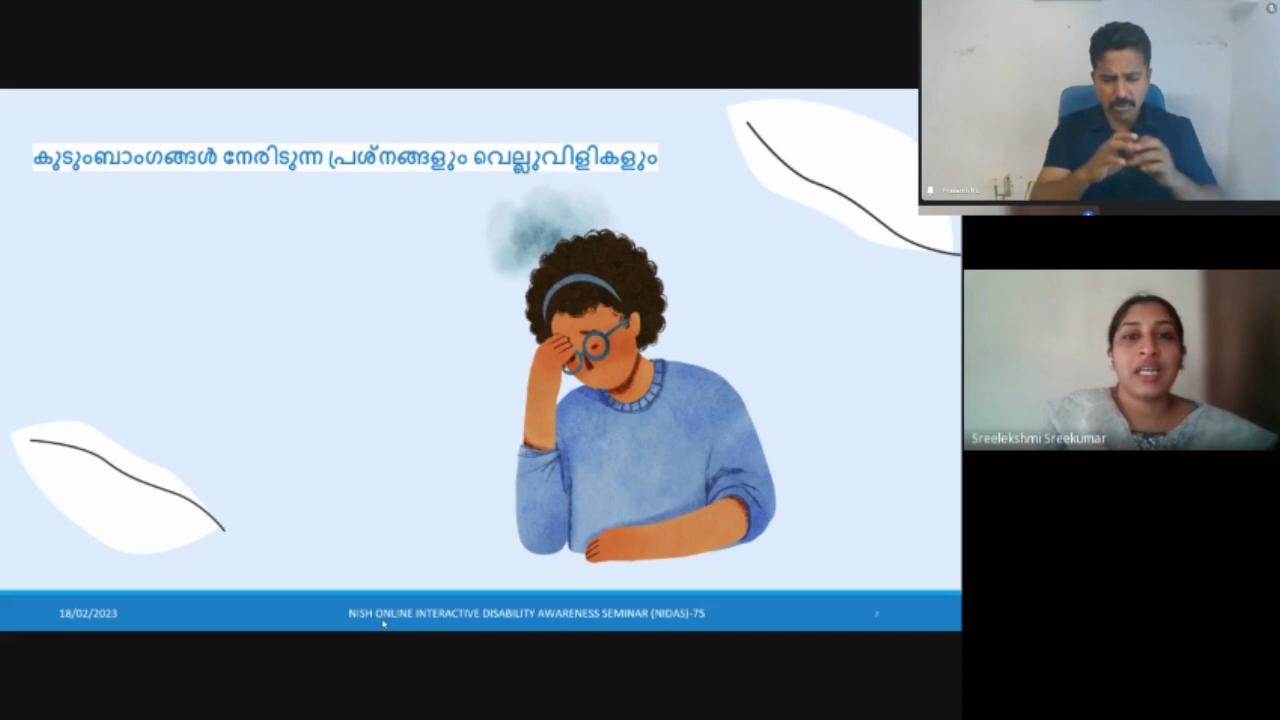 കുടുംബാംഗങ്ങൾ നേരിടുന്ന പ്രശ്നങ്ങളും വെല്ലുവിളികളും
Sreelekshmi Sreekumar
18/02/2023
NISH ONLINE INTERACTIVE DISABILITY AWARENESS SEMINAR (NIDAS)-75
7